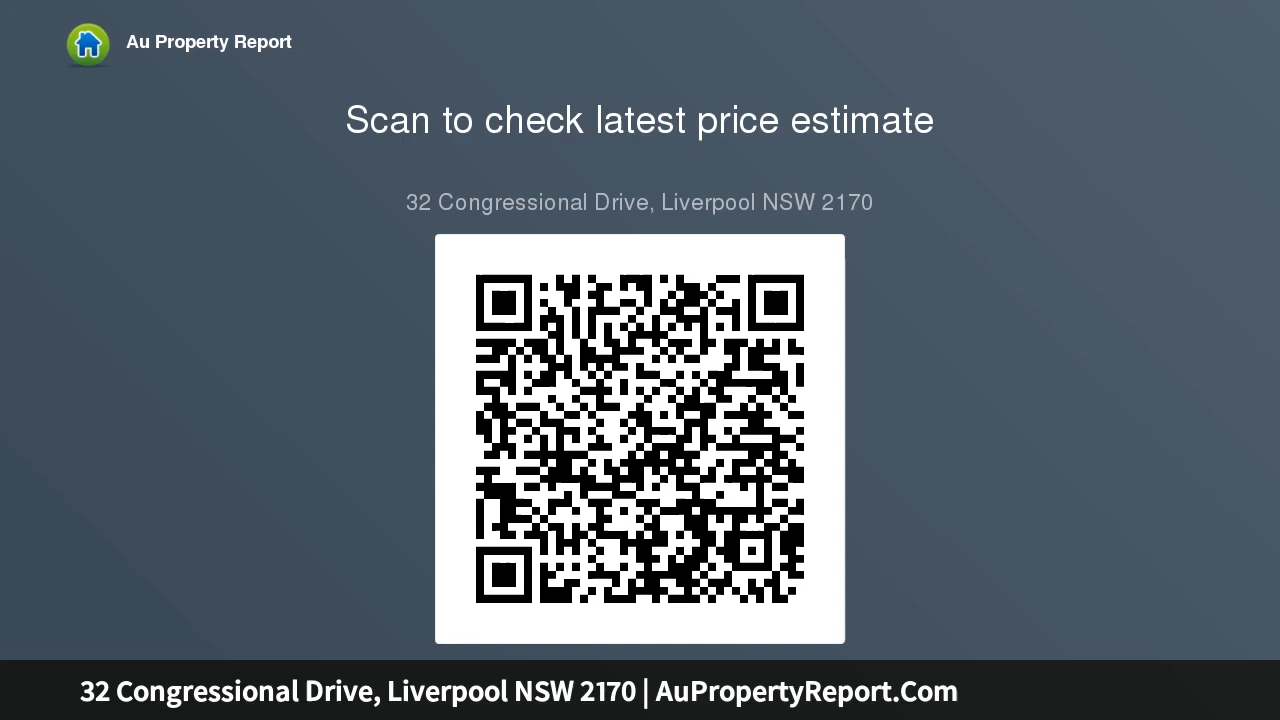 Au Property Report
Scan to check latest price estimate
32 Congressional Drive, Liverpool NSW 2170
32 Congressional Drive, Liverpool NSW 2170 | AuPropertyReport.Com